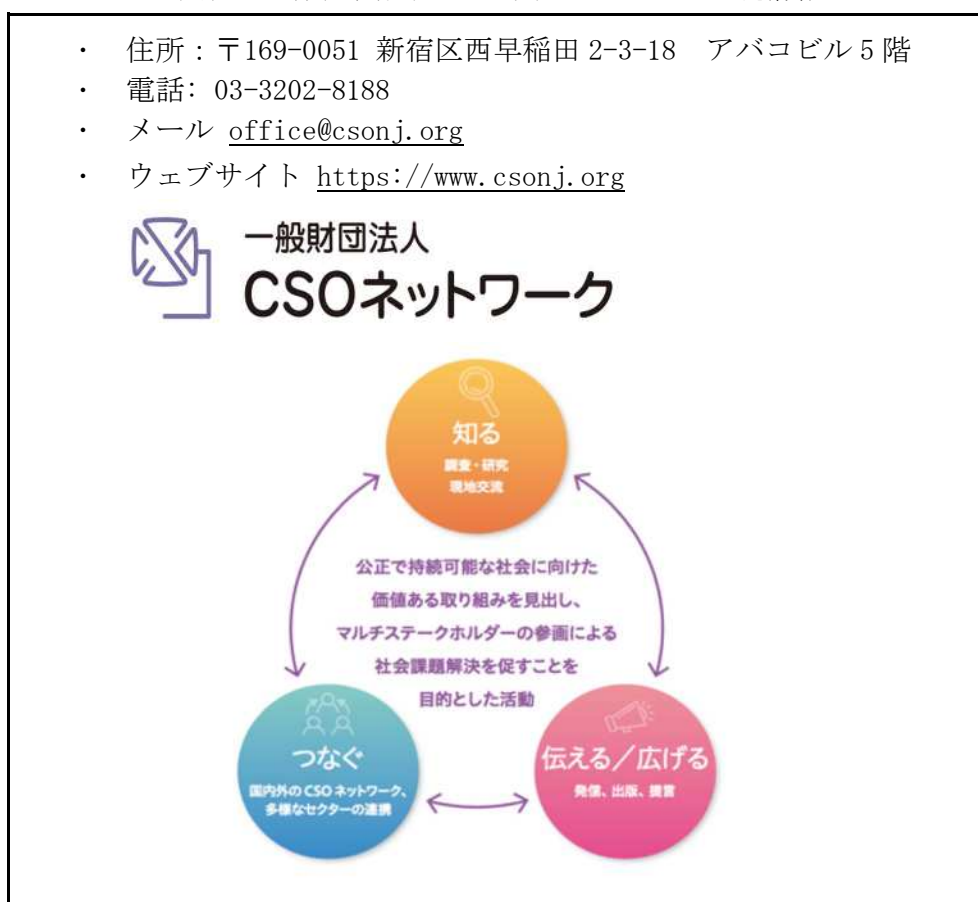 ・ 住所：〒169-0051 新宿区西早稲田 2-3-18　アバコビル 5 階
・ 電話: 03-3202-8188
・ メール office@csonj.org
・ ウェブサイト https://www.csonj.org
一般財団法人
CSOネットワーク
知る
調査・研究
現地交流
公正で持続可能な社会に向けた
価値ある取り組みを見出し、
マルチステークホルダーの参画による
社会課題解決を促すことを
目的とした活動
つなぐ
国内外の CSO ネットワーク、
多様なセクターの連携
伝える／広げる
発信、出版、提言